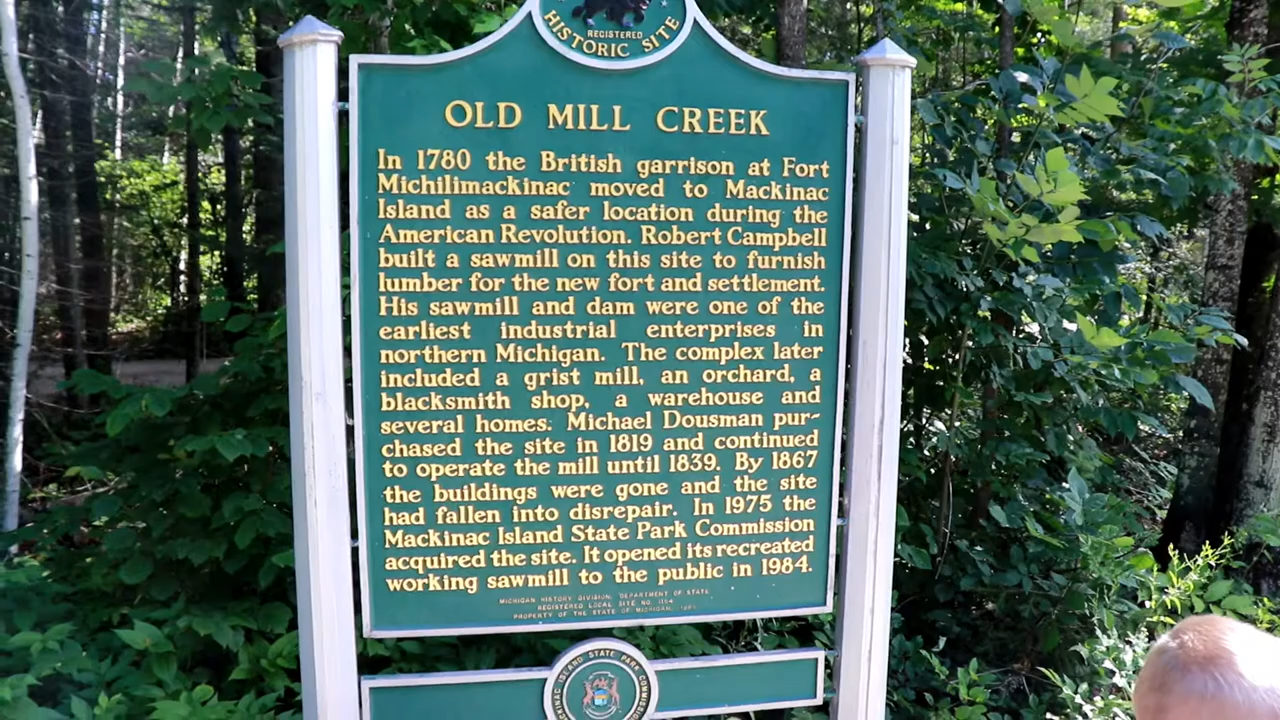 REGISTERED
HISTORIC SITE
OLD MILL CREEK
In 1780 the British garrison at Fort
Michilimackinac moved to Mackinac
Island as a safer location during the
American Revolution. Robert Campbell
built a sawmill on this site to furnish
lumber for the new fort and settlement.
His sawmill and dam were one of the
earliest industrial enterprises in
northern Michigan. The complex later
included a grist mill, an orchard, a
blacksmith shop, a warehouse and
several homes. Michael Dousman pur-
chased the site in 1819 and continued
to operate the mill until 1839. By 1867
the buildings were gone and the site
had fallen into disrepair. In 1975 the
Mackinac Island State Park Commission
acquired the site. It opened its recreated
working sawmill to the public in 1984.
MICHIGAN HISTORY DIVISION, DEPARTMENT OF STATE
REGISTERED LOCAL SITE NO.
PROPERTY OF THE STATE OF MICHIGAN,
MACKINAC ISLAND STATE PARK COMMISSION